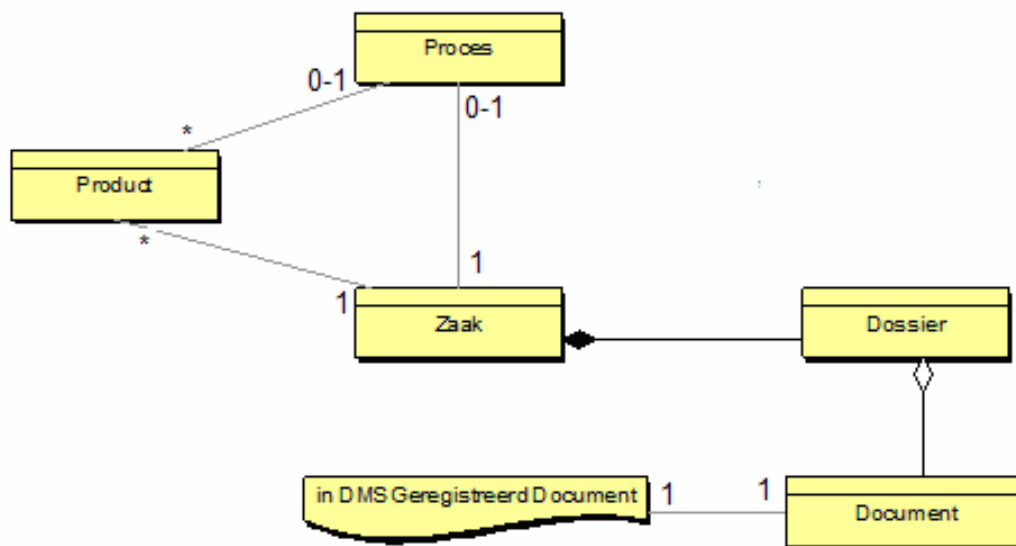 Proces
0-1
0-1
*
Product
*
1
1
Zaak
Dossier
in DMS Geregistreerd Document
1
1
Document